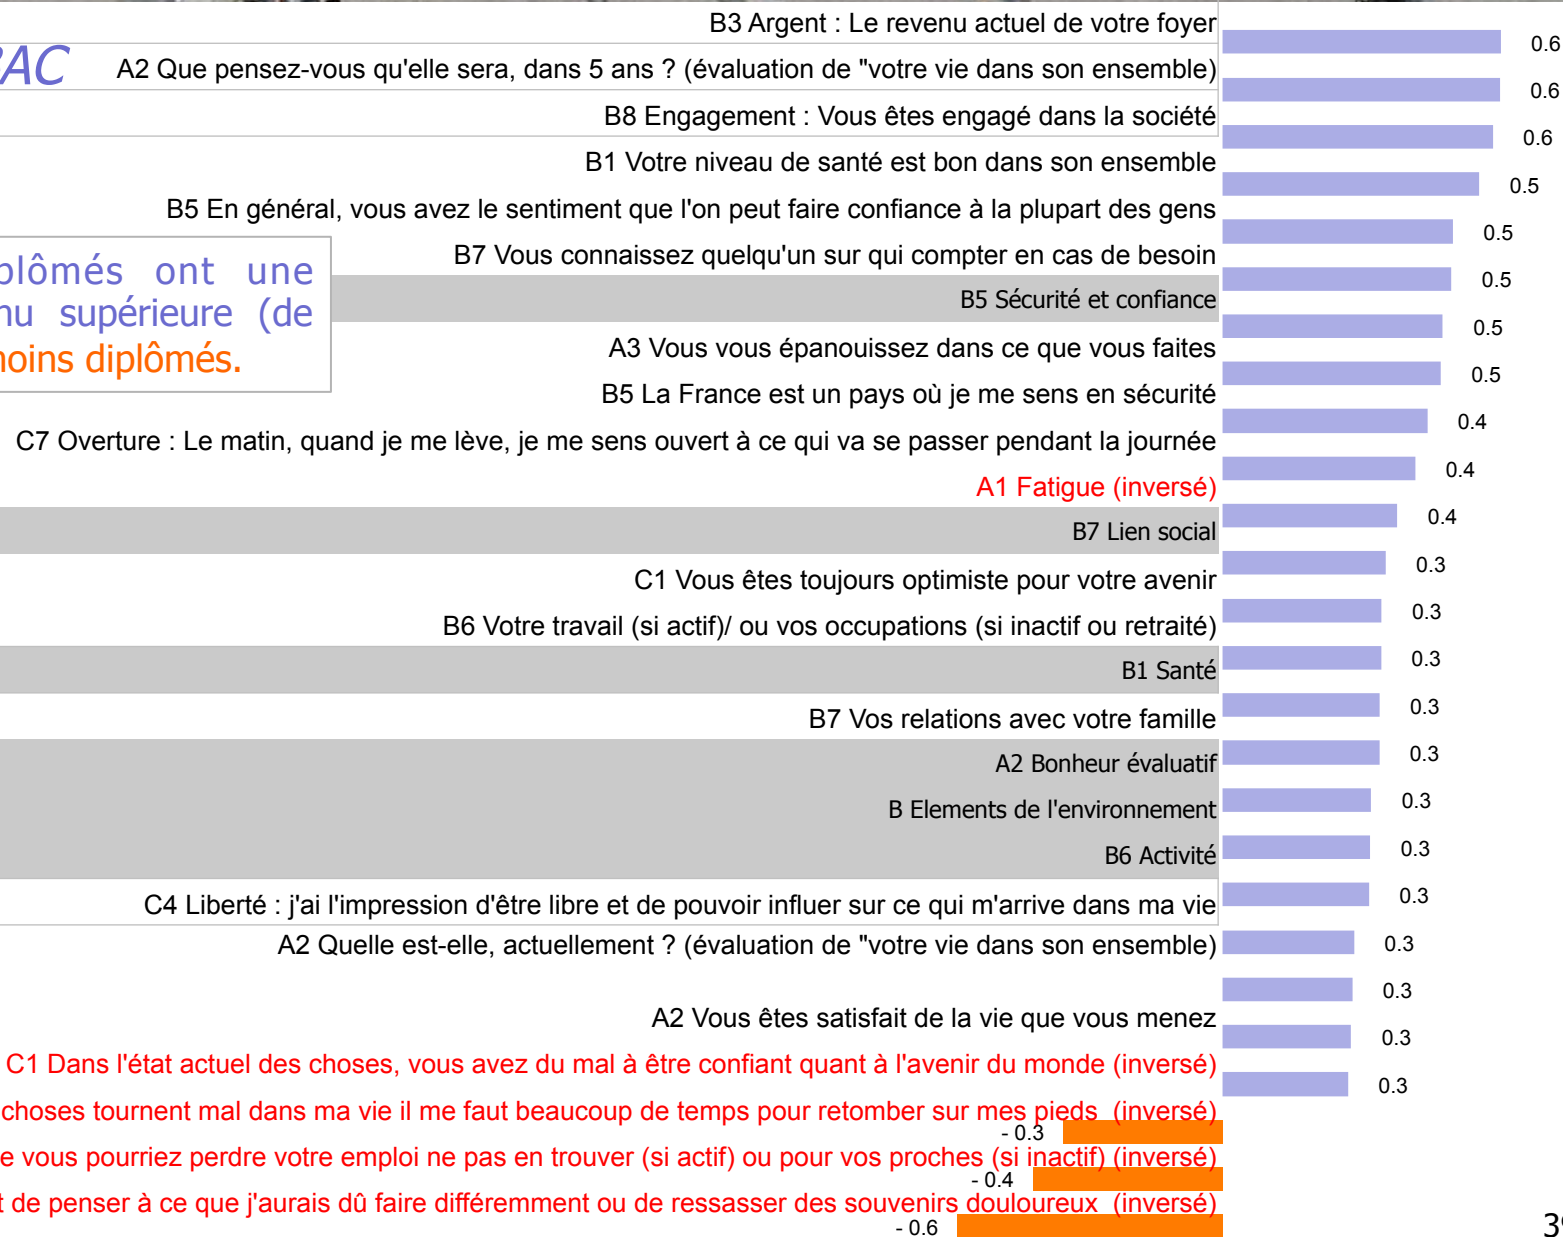 B3 Argent : Le revenu actuel de votre foyer
0.6
AC
A2 Que pensez-vous qu'elle sera, dans 5 ans ? (évaluation de "votre vie dans son ensemble)
0.6
B8 Engagement : Vous êtes engagé dans la société
0.6
B1 Votre niveau de santé est bon dans son ensemble
0.5
B5 En général, vous avez le sentiment que l'on peut faire confiance à la plupart des gens
0.5
plômés ont une
nu supérieure (de
moins diplômés.
B7 Vous connaissez quelqu'un sur qui compter en cas de besoin
0.5
B5 Sécurité et confiance
0.5
A3 Vous vous épanouissez dans ce que vous faites
0.5
B5 La France est un pays où je me sens en sécurité
0.4
C7 Overture : Le matin, quand je me lève, je me sens ouvert à ce qui va se passer pendant la journée
0.4
A1 Fatigue (inversé)
0.4
B7 Lien social
0.3
C1 Vous êtes toujours optimiste pour votre avenir
0.3
B6 Votre travail (si actif)/ ou vos occupations (si inactif ou retraité)
0.3
B1 Santé
0.3
B7 Vos relations avec votre famille
0.3
A2 Bonheur évaluatif
0.3
B Elements de l'environnement
0.3
B6 Activité
0.3
C4 Liberté : j'ai l'impression d'être libre et de pouvoir influer sur ce qui m'arrive dans ma vie
0.3
A2 Quelle est-elle, actuellement ? (évaluation de "votre vie dans son ensemble)
0.3
A2 Vous êtes satisfait de la vie que vous menez
0.3
C1 Dans l'état actuel des choses, vous avez du mal à être confiant quant à l'avenir du monde (inversé)
0.3
choses tournent mal dans ma vie il me faut beaucoup de temps pour retomber sur mes pieds (inversé)
- 0.3
e vous pourriez perdre votre emploi ne pas en trouver (si actif) ou pour vos proches (si inactif) (inversé)
- 0.4
t de penser à ce que j'aurais dû faire différemment ou de ressasser des souvenirs douloureux (inversé)
- 0.6